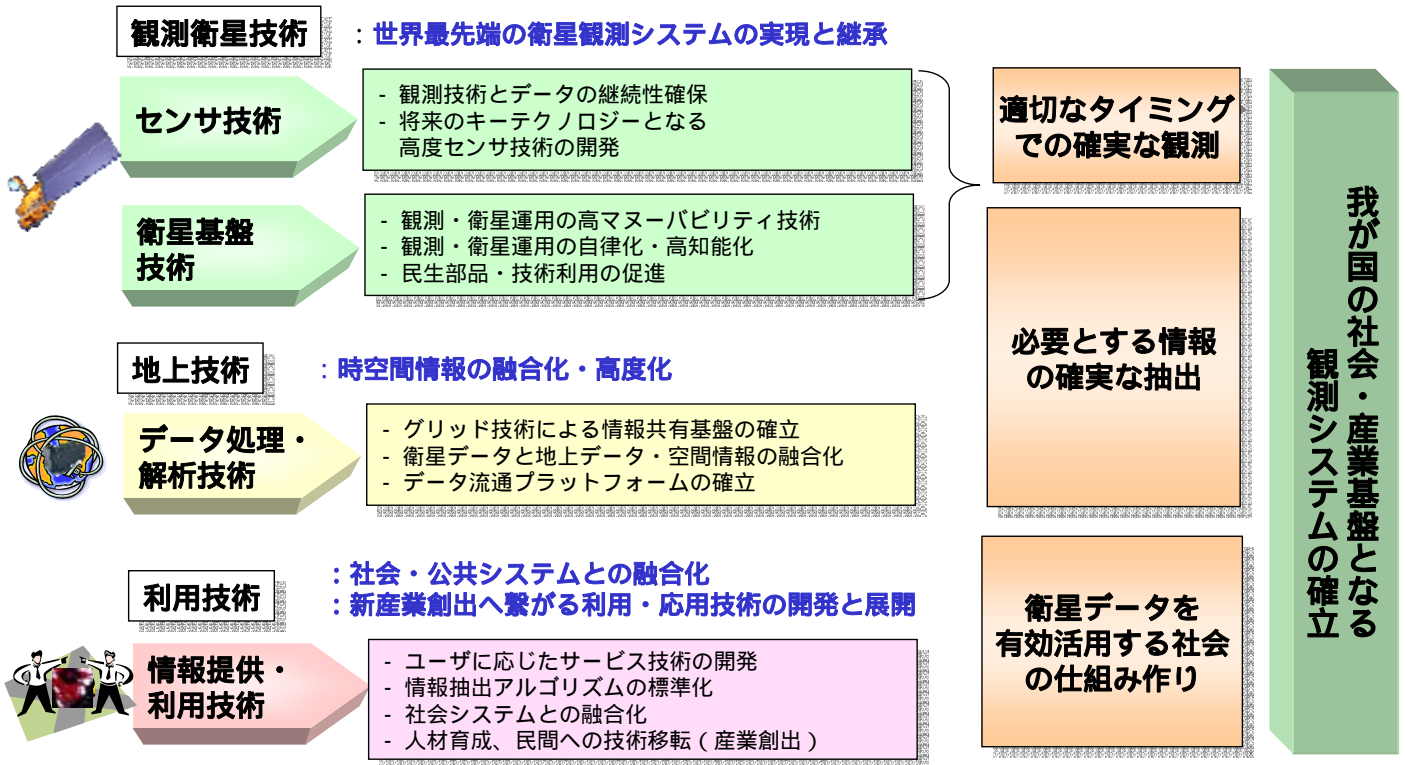 観測衛星技術
：世界最先端の衛星観測システムの実現と継承
センサ技術
- 観測技術とデータの継続性確保
- 将来のキーテクノロジーとなる
高度センサ技術の開発
衛星基盤
技術
- 観測・衛星運用の高マヌーバビリティ技術
- 観測・衛星運用の自律化・高知能化
- 民生部品・技術利用の促進
地上技術
：時空間情報の融合化・高度化
データ処理・
解析技術
- グリッド技術による情報共有基盤の確立
- 衛星データと地上データ・空間情報の融合化
- データ流通プラットフォームの確立
利用技術
：社会・公共システムとの融合化
：新産業創出へ繋がる利用・応用技術の開発と展開
情報提供・
利用技術
- ユーザに応じたサービス技術の開発
- 情報抽出アルゴリズムの標準化
- 社会システムとの融合化
- 人材育成、民間への技術移転（産業創出）
適切なタイミング
での確実な観測
必要とする情報
の確実な抽出
衛星データを
有効活用する社会
の仕組み作り
我が国の社会・産業基盤となる
観測システムの確立